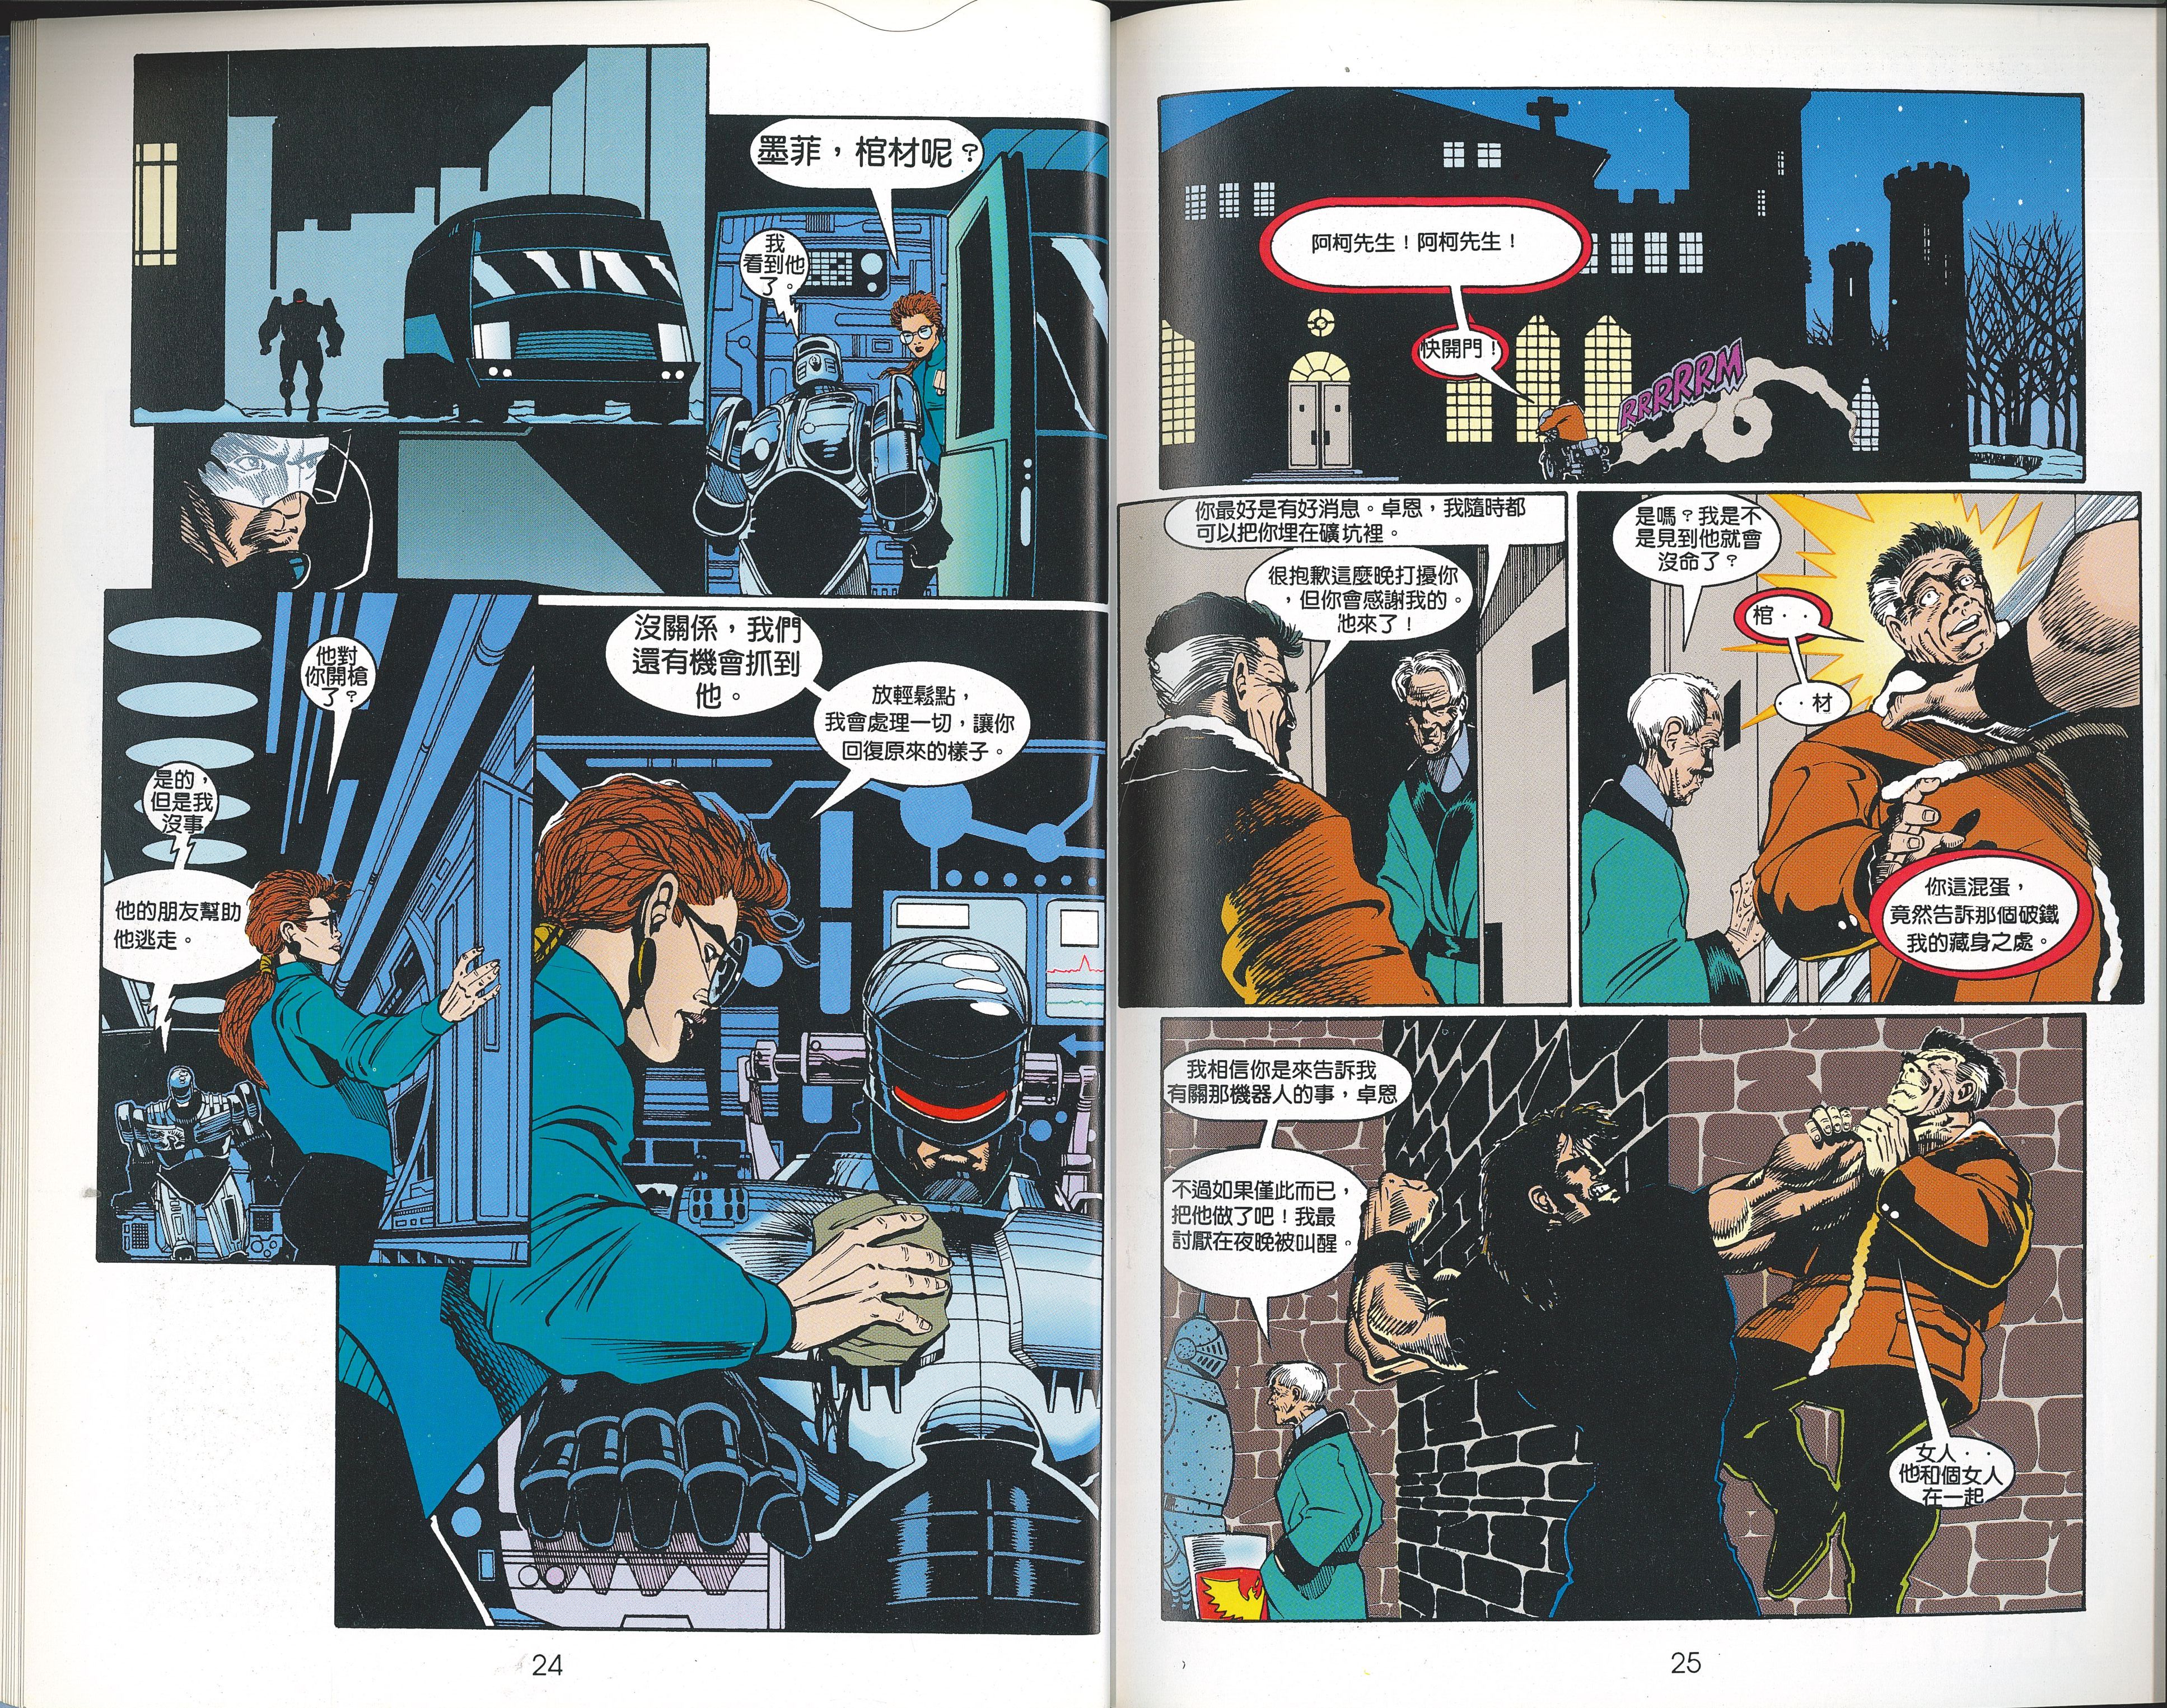 墨菲，棺材呢？
我
看到他
了。
他對
你開槍
了？
是的，
但是我
沒事
他的朋友幫助
他逃走。
沒關係，我們
還有機會抓到
他。
放輕鬆點，
我會處理一切，讓你
回復原來的樣子。
24
阿柯先生！阿柯先生！
快開門！
RRRRRM
你最好是有好消息。卓恩，我隨時都
可以把你埋在礦坑裡。
很抱歉這麼晚打擾你
，但你會感謝我的。
他來了！
是嗎？我是不
是見到他就會
沒命了？
棺．．
．．材
你這混蛋，
竟然告訴那個破鐵
我的藏身之處。
我相信你是來告訴我
有關那機器人的事，卓恩
不過如果僅此而已，
把他做了吧！我最
討厭在夜晚被叫醒。
女人．．
他和個女人
在一起
25